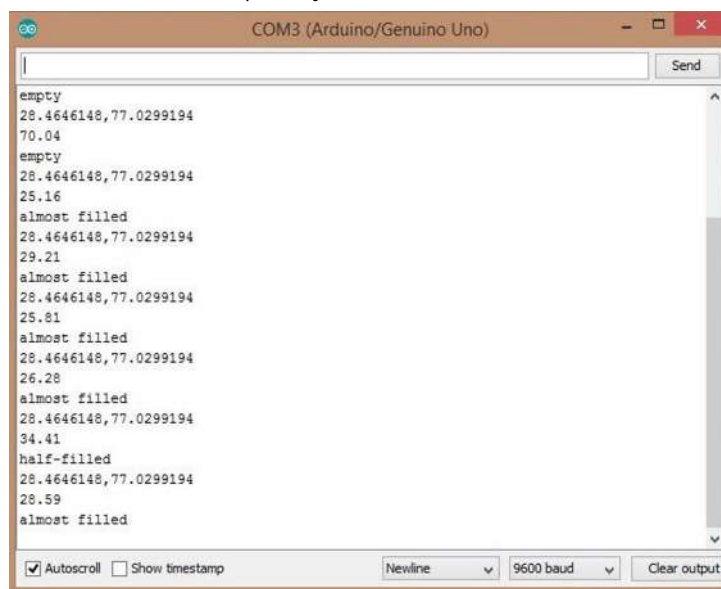 COM3 (Arduino/Genuino Uno)
Send
empty
28.4646148,77.0299194
70.04
empty
28.4646148,77.0299194
25.16
almost filled
28.4646148,77.0299194
29.21
almost filled
28.4646148,77.0299194
25.81
almost filled
28.4646148,77.0299194
26.28
almost filled
28.4646148,77.0299194
34.41
half-filled
28.4646148,77.0299194
28.59
almost filled
Autoscroll Show timestamp Newline 9600 baud Clear output